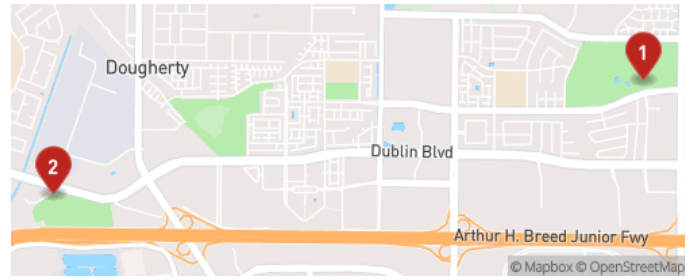 1
Dougherty
2
Dublin Blvd
Arthur H. Breed Junior Fwy
© Mapbox © OpenStreetMap